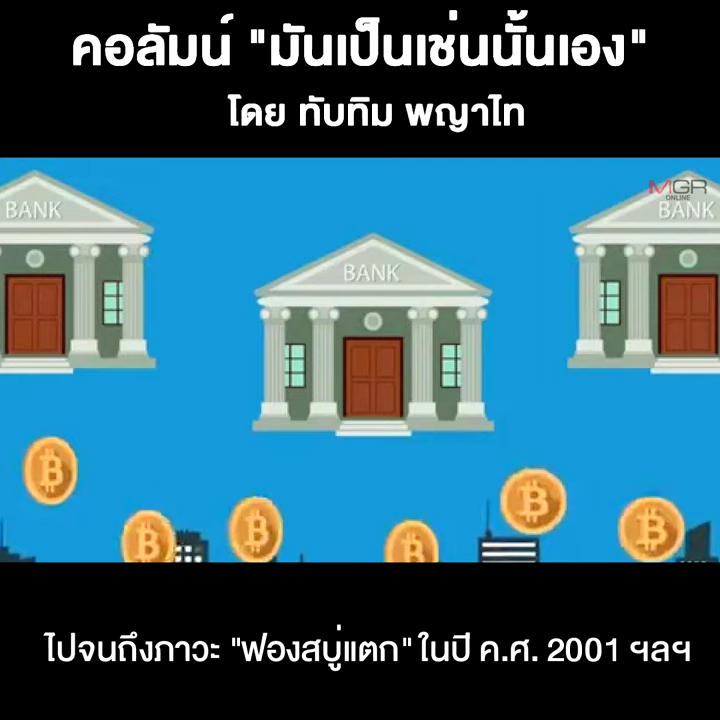 คอลัมน์ "มันเป็นเช่นนั้นเอง"
โดย ทับทิม พญาไท
MGR
ONLINE
BANK
BANK
BANK
ไปจนถึงภาวะ "ฟองสบู่แตก" ในปี ค.ศ. 2001 ฯลฯ